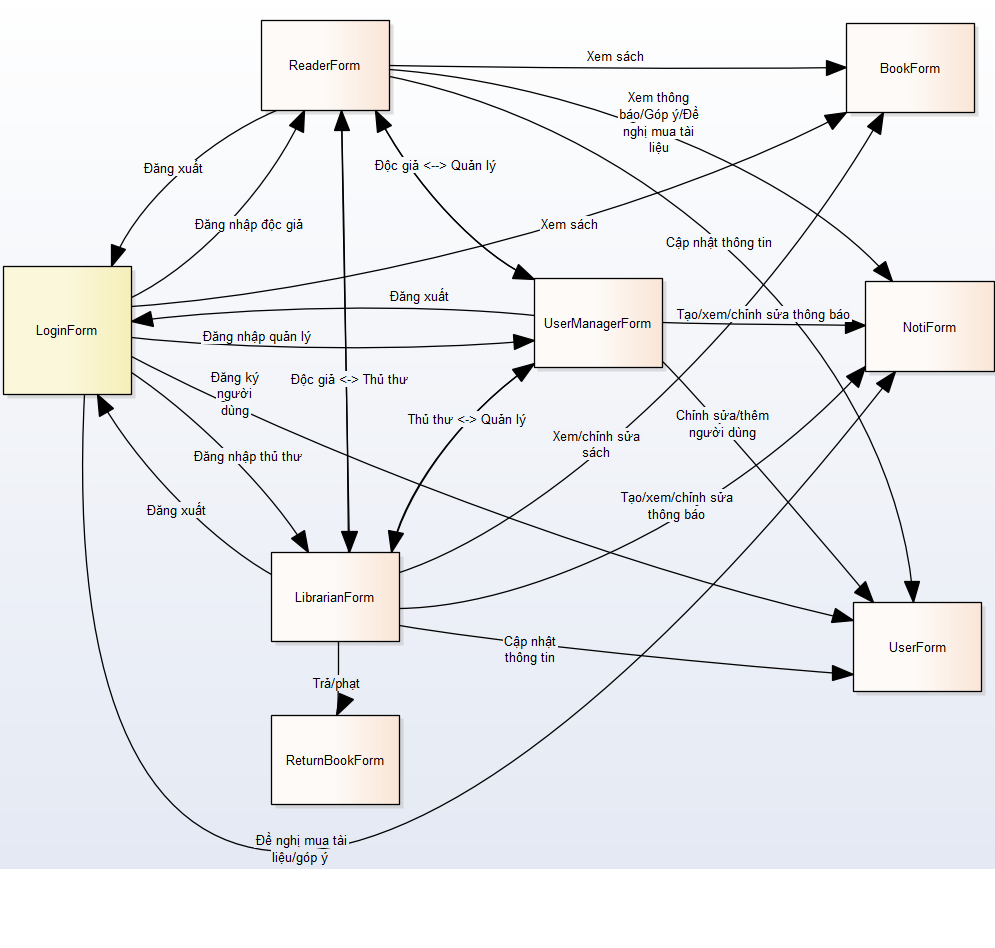 ReaderForm
Xem sách
BookForm
Xem thông
báo/Góp ý/Đề
nghị mua tài
liệu
Đăng xuất
Độc giả <--> Quản lý
Đăng nhập độc giả
Xem sách
Cập nhật thông tin
LoginForm
Đăng xuất
UserManagerForm
Tạo/xem/chỉnh sửa thông báo
NotiForm
Đăng nhập quản lý
Đăng ký
người
dùng
Độc giả <-> Thủ thư
Thủ thư <-> Quản lý
Chỉnh sửa/thêm
người dùng
Xem/chỉnh sửa
sách
Đăng nhập thủ thư
Tạo/xem/chỉnh sửa
thông báo
Đăng xuất
LibrarianForm
Cập nhật
thông tin
UserForm
Trả/phạt
ReturnBookForm
Đề nghị mua tài
liệu/góp ý